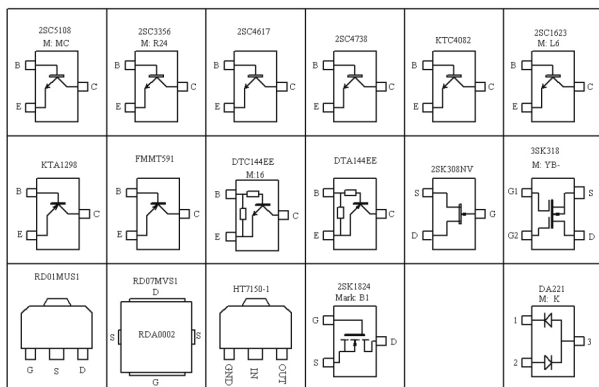 2SC5108
M: MC
B
C
E
2SC3356
M: R24
B
C
E
2SC4617
B
C
E
2SC4738
B
C
E
KTC4082
B
C
E
2SC1623
M: L6
B
C
E
KTA1298
B
C
E
FMMT591
B
C
E
DTC144EE
M:16
B
C
E
DTA144EE
B
C
E
2SK308NV
S
G
D
3SK318
M: YB-
G1
S
G2
D
RD01MUS1
G S D
RD07MVS1
D
S RDA0002 S
G
HT7150-1
GND IN OUT
2SK1824
Mark: B1
G
D
S
DA221
M: K
1
3
2